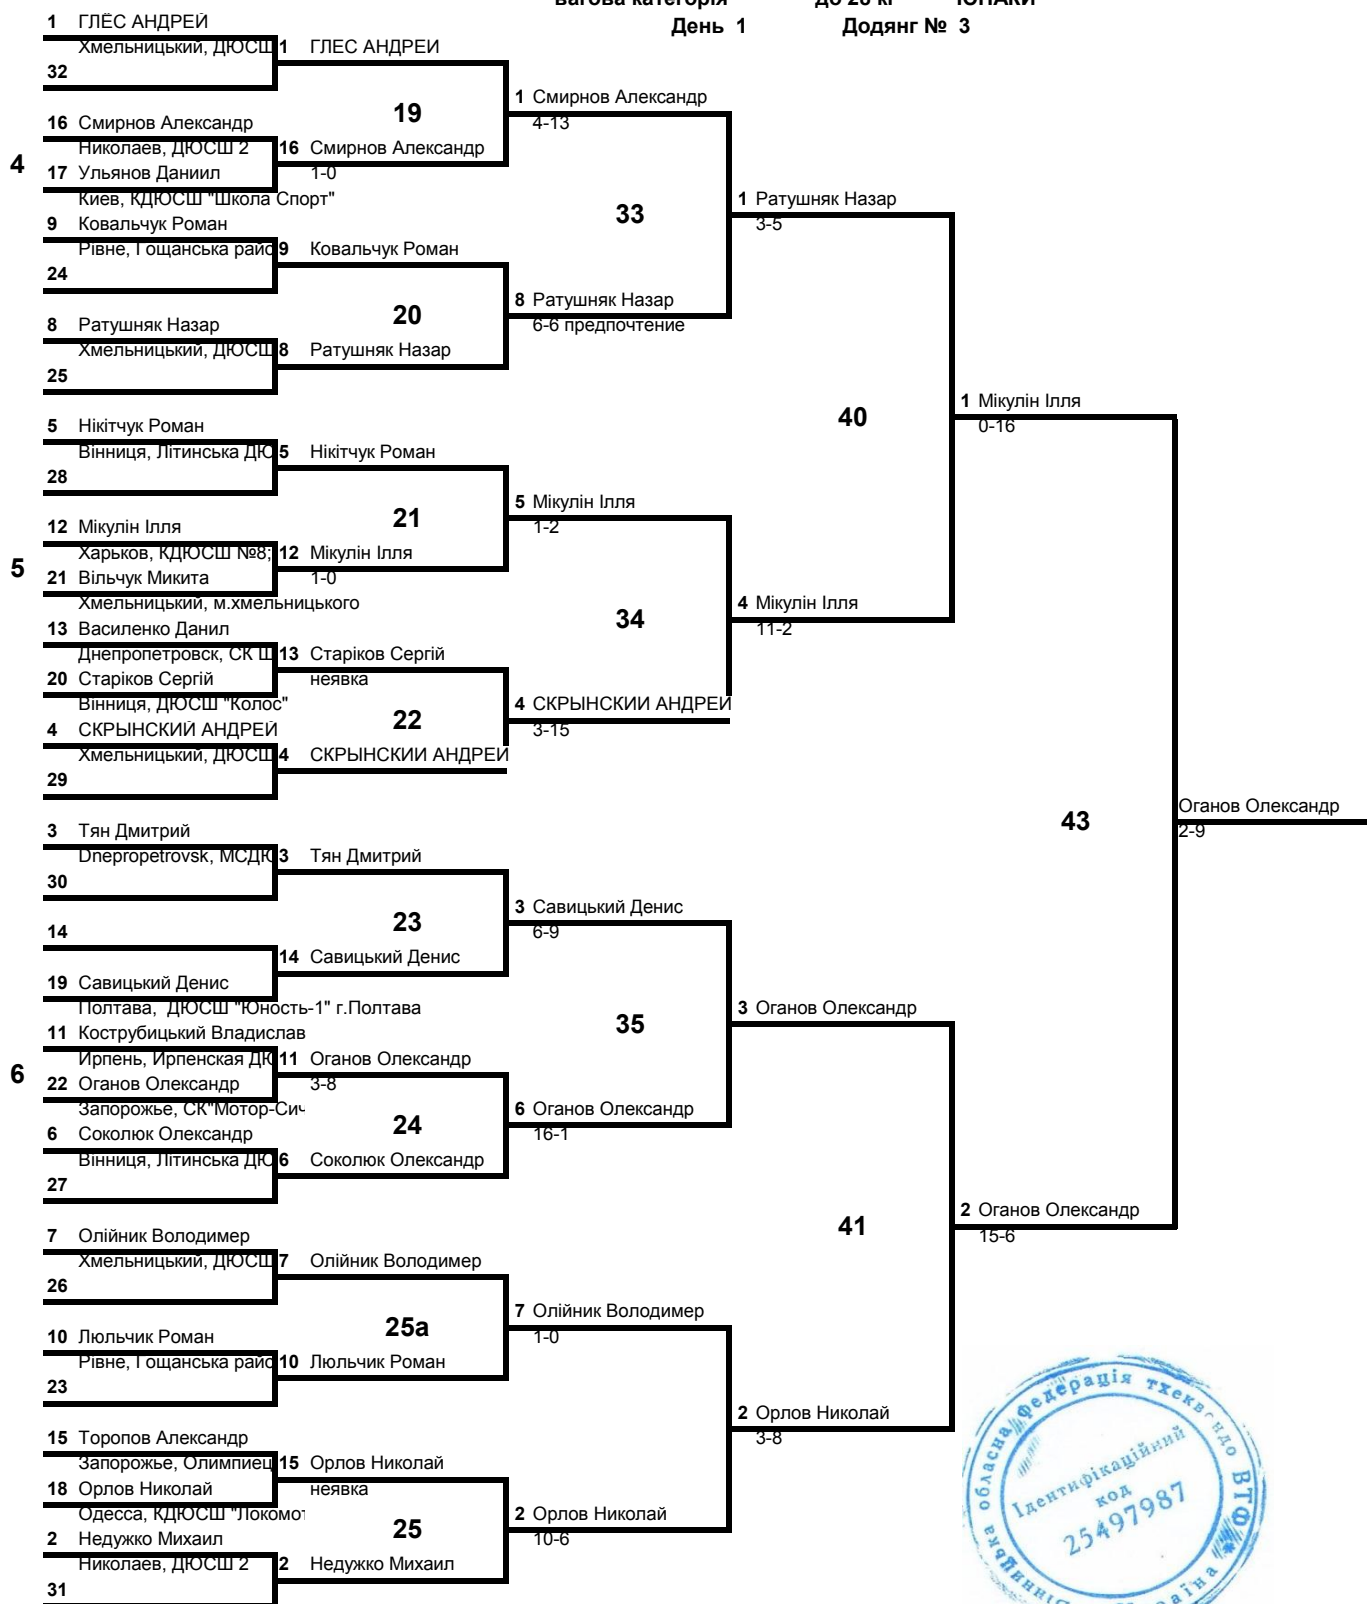 вагова категорія до 28 кг ЮНАКИ
День 1 Додянг № 3
1 ГЛЁС АНДРЕЙ
Хмельницький, ДЮСШ 1 ГЛЁС АНДРЕЙ
32
1 Смирнов Александр
19
4-13
16 Смирнов Александр
Николаев, ДЮСШ 2 16 Смирнов Александр
4
17 Ульянов Даниил 1-0
Киев, КДЮСШ "Школа Спорт"
33
1 Ратушняк Назар
3-5
9 Ковальчук Роман
Рівне, Гощанська райо 9 Ковальчук Роман
24
8 Ратушняк Назар
20
6-6 предпочтение
8 Ратушняк Назар
Хмельницький, ДЮСШ 8 Ратушняк Назар
25
40
1 Мікулін Ілля
0-16
5 Нікітчук Роман
Вінниця, Літинська ДЮ 5 Нікітчук Роман
28
5 Мікулін Ілля
21
1-2
12 Мікулін Ілля
Харьков, КДЮСШ №8; 12 Мікулін Ілля
5
21 Вільчук Микита 1-0
Хмельницький, м.хмельницького
34
4 Мікулін Ілля
11-2
13 Василенко Данил
Днепропетровск, СК Ш 13 Старіков Сергій
20 Старіков Сергій неявка
Вінниця, ДЮСШ "Колос"
4 СКРЫНСКИЙ АНДРЕЙ
22
3-15
4 СКРЫНСКИЙ АНДРЕЙ
Хмельницький, ДЮСШ 4 СКРЫНСКИЙ АНДРЕЙ
29
43
Оганов Олександр
2-9
3 Тян Дмитрий
Dnepropetrovsk, МСДЮ 3 Тян Дмитрий
30
3 Савицький Денис
23
6-9
14
14 Савицький Денис
19 Савицький Денис
Полтава, ДЮСШ "Юность-1" г.Полтава
35
3 Оганов Олександр
11 Кострубицький Владислав
Ирпень, Ирпенская ДЮ 11 Оганов Олександр
6
22 Оганов Олександр 3-8
Запорожье, СК"Мотор-Сич
24
6 Оганов Олександр
16-1
6 Соколюк Олександр
Вінниця, Літинська ДЮ 6 Соколюк Олександр
27
41
2 Оганов Олександр
15-6
7 Олійник Володимер
Хмельницький, ДЮСШ 7 Олійник Володимер
26
7 Олійник Володимер
25а
1-0
10 Люльчик Роман
Рівне, Гощанська райо 10 Люльчик Роман
23
2 Орлов Николай
3-8
15 Торопов Александр
Запорожье, Олимпиец 15 Орлов Николай
18 Орлов Николай неявка
Одесса, КДЮСШ "Локомот
25
2 Орлов Николай
10-6
2 Недужко Михаил
Николаев, ДЮСШ 2 2 Недужко Михаил
31
обласна Федерація тхеквондо ВТФ
Ідентифікаційний
код
25497987